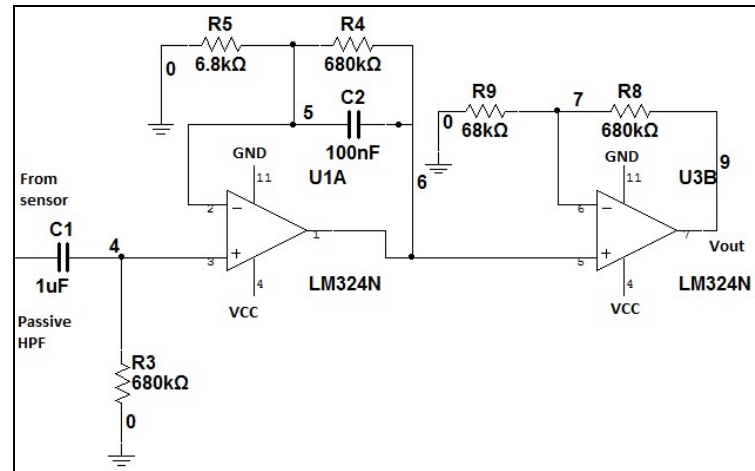 R5
6.8kΩ
0
R4
680kΩ
5
C2
100nF
6
GND
11
U1A
2
3
1
4
VCC
LM324N
From
sensor
C1
1uF
4
Passive
HPF
R3
680kΩ
0
R9
68kΩ
0
7
R8
680kΩ
9
GND
11
U3B
6
5
7
Vout
4
VCC
LM324N